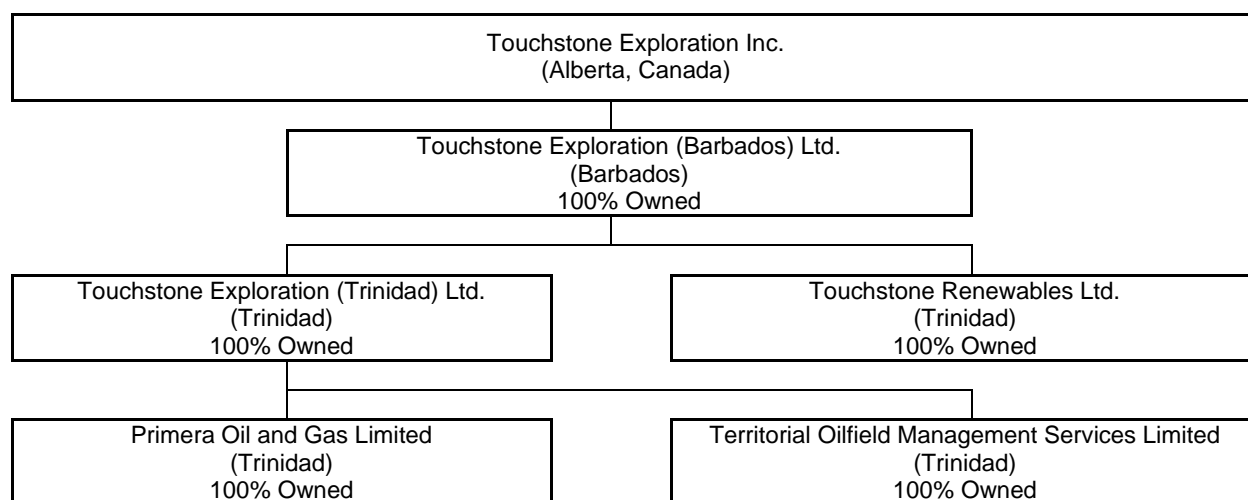 Touchstone Exploration Inc.
(Alberta, Canada)
Touchstone Exploration (Barbados) Ltd.
(Barbados)
100% Owned
Touchstone Exploration (Trinidad) Ltd.
(Trinidad)
100% Owned
Touchstone Renewables Ltd.
(Trinidad)
100% Owned
Primera Oil and Gas Limited
(Trinidad)
100% Owned
Territorial Oilfield Management Services Limited
(Trinidad)
100% Owned